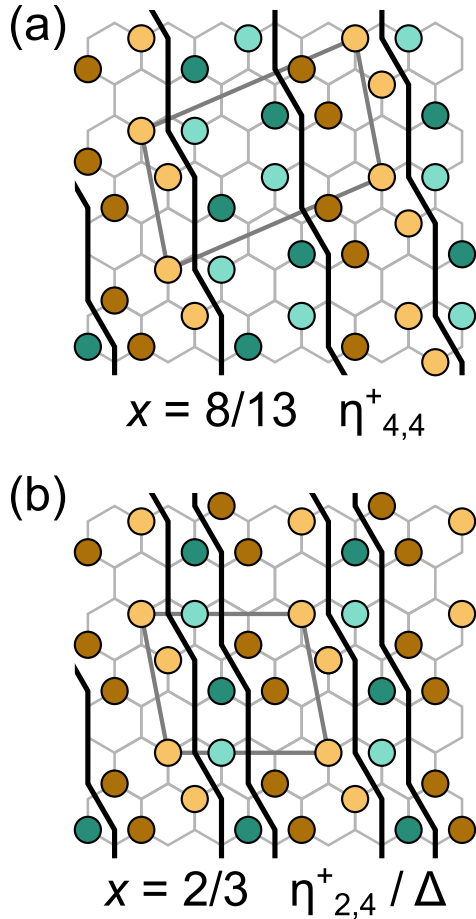 (a)
x = 8/13 η⁺₄,₄
(b)
x = 2/3 η⁺₂,₄ / Δ